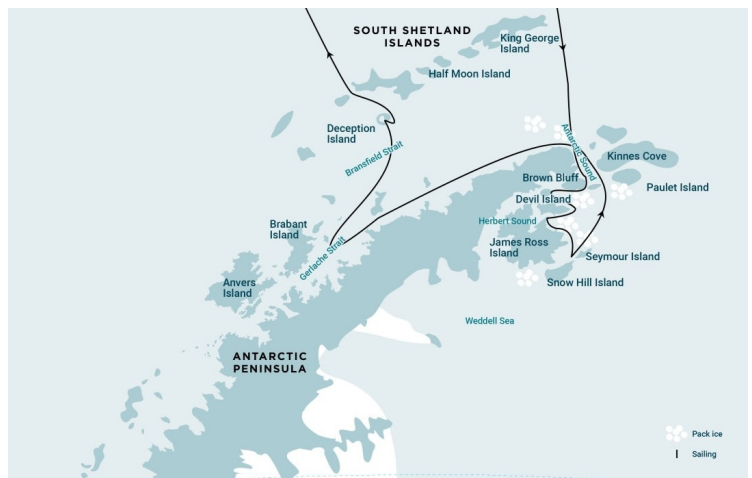 SOUTH SHETLAND
ISLANDS
King George
Island
Half Moon Island
Deception
Island
Bransfield Strait
Antarctic Sound
Kinnes Cove
Brown Bluff
Paulet Island
Devil Island
Herbert Sound
Brabant
Island
Gerlache Strait
James Ross
Island
Seymour Island
Anvers
Island
Snow Hill Island
Weddell Sea
ANTARCTIC
PENINSULA
Pack ice
Sailing